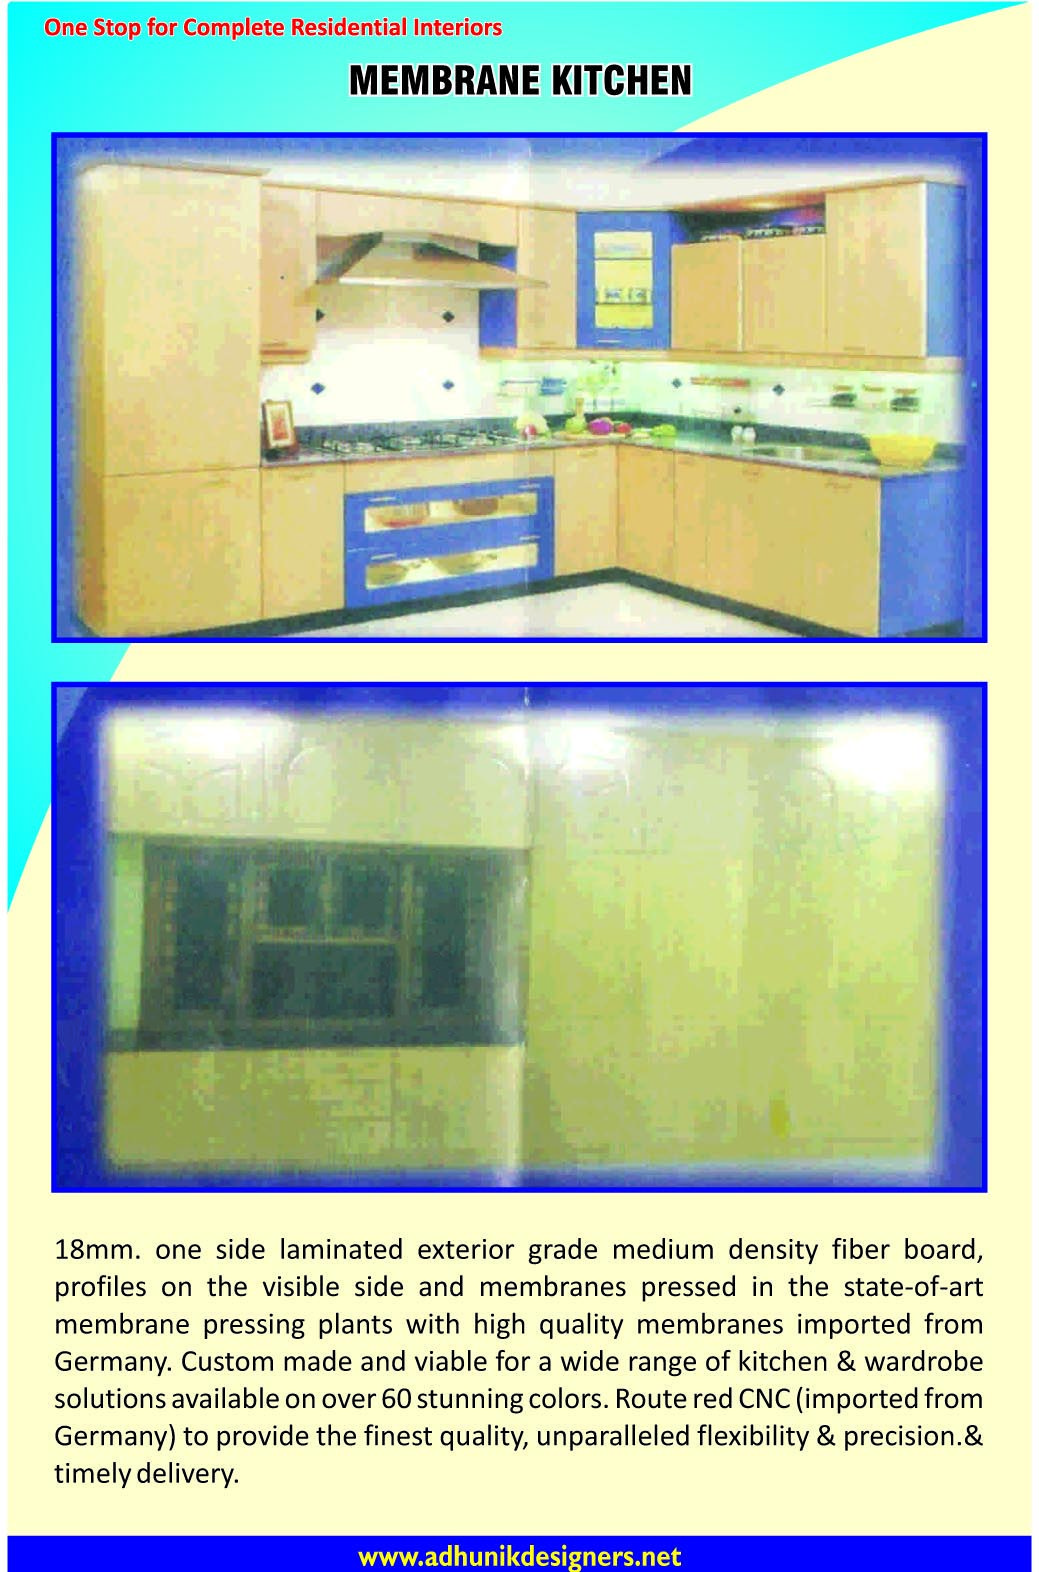 One Stop for Complete Residential Interiors
MEMBRANE KITCHEN
18mm. one side laminated exterior grade medium density fiber board,
profiles on the visible side and membranes pressed in the state-of-art
membrane pressing plants with high quality membranes imported from
Germany. Custom made and viable for a wide range of kitchen & wardrobe
solutions available on over 60 stunning colors. Route red CNC (imported from
Germany) to provide the finest quality, unparalleled flexibility & precision.&
timely delivery.
www.adhunikdesigners.net